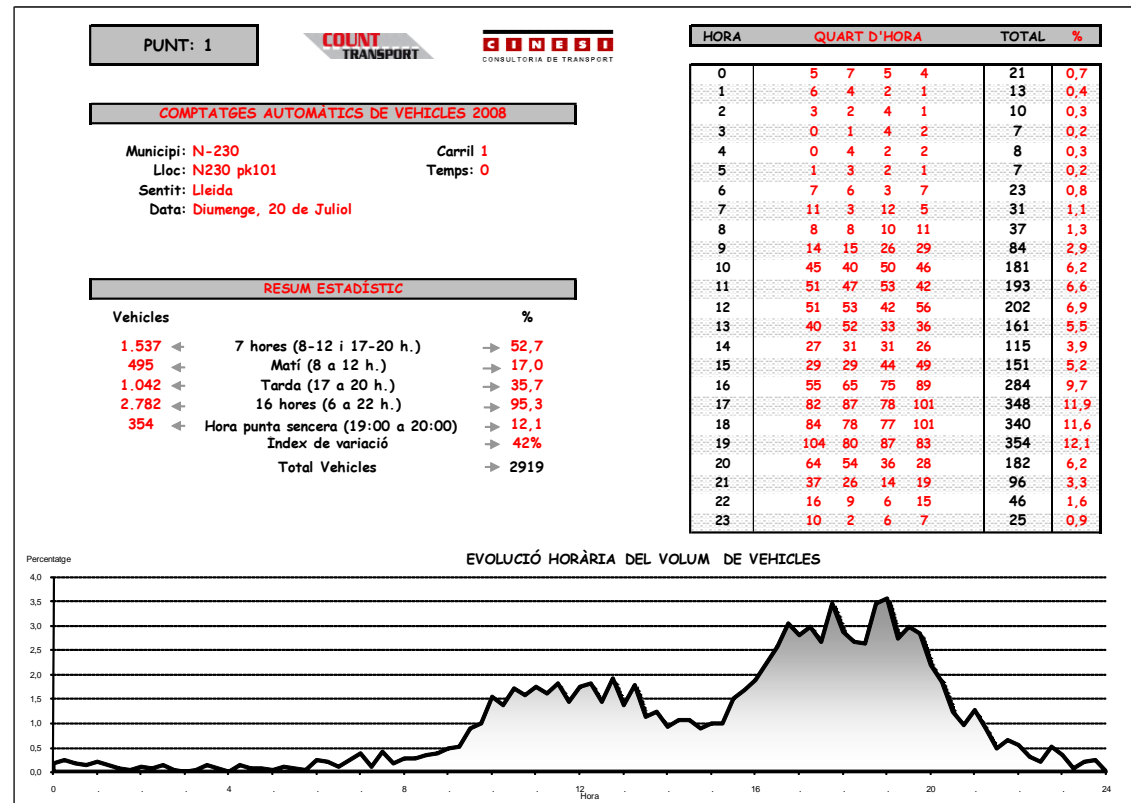 PUNT: 1
COUNT
TRANSPORT
CINESI
CONSULTORIA DE TRANSPORT
COMPTATGES AUTOMÀTICS DE VEHICLES 2008
Municipi: N-230 Carril 1
Lloc: N230 pk101 Temps: 0
Sentit: Lleida
Data: Diumenge, 20 de Juliol
RESUM ESTADÍSTIC
Vehicles %
1.537 7 hores (8-12 i 17-20 h.) 52,7
495 Matí (8 a 12 h.) 17,0
1.042 Tarda (17 a 20 h.) 35,7
2.782 16 hores (6 a 22 h.) 95,3
354 Hora punta sencera (19:00 a 20:00) 12,1
Índex de variació 42%
Total Vehicles 2919
HORA QUART D'HORA TOTAL %
0 5 7 5 4 21 0,7
1 6 4 2 1 13 0,4
2 3 2 4 1 10 0,3
3 0 1 4 2 7 0,2
4 0 4 2 2 8 0,3
5 1 3 2 1 7 0,2
6 7 6 3 7 23 0,8
7 11 3 12 5 31 1,1
8 8 8 10 11 37 1,3
9 14 15 26 29 84 2,9
10 45 40 50 46 181 6,2
11 51 47 53 42 193 6,6
12 51 53 42 56 202 6,9
13 40 52 33 36 161 5,5
14 27 31 31 26 115 3,9
15 29 29 44 49 151 5,2
16 55 65 75 89 284 9,7
17 82 87 78 101 348 11,9
18 84 78 77 101 340 11,6
19 104 80 87 83 354 12,1
20 64 54 36 28 182 6,2
21 37 26 14 19 96 3,3
22 16 9 6 15 46 1,6
23 10 2 6 7 25 0,9
EVOLUCIÓ HORÀRIA DEL VOLUM DE VEHICLES
Percentatge
4,0
3,5
3,0
2,5
2,0
1,5
1,0
0,5
0,0
0 . . . 4 . . . 8 . . . 12 . . . 16 . . . 20 . . . 24
Hora